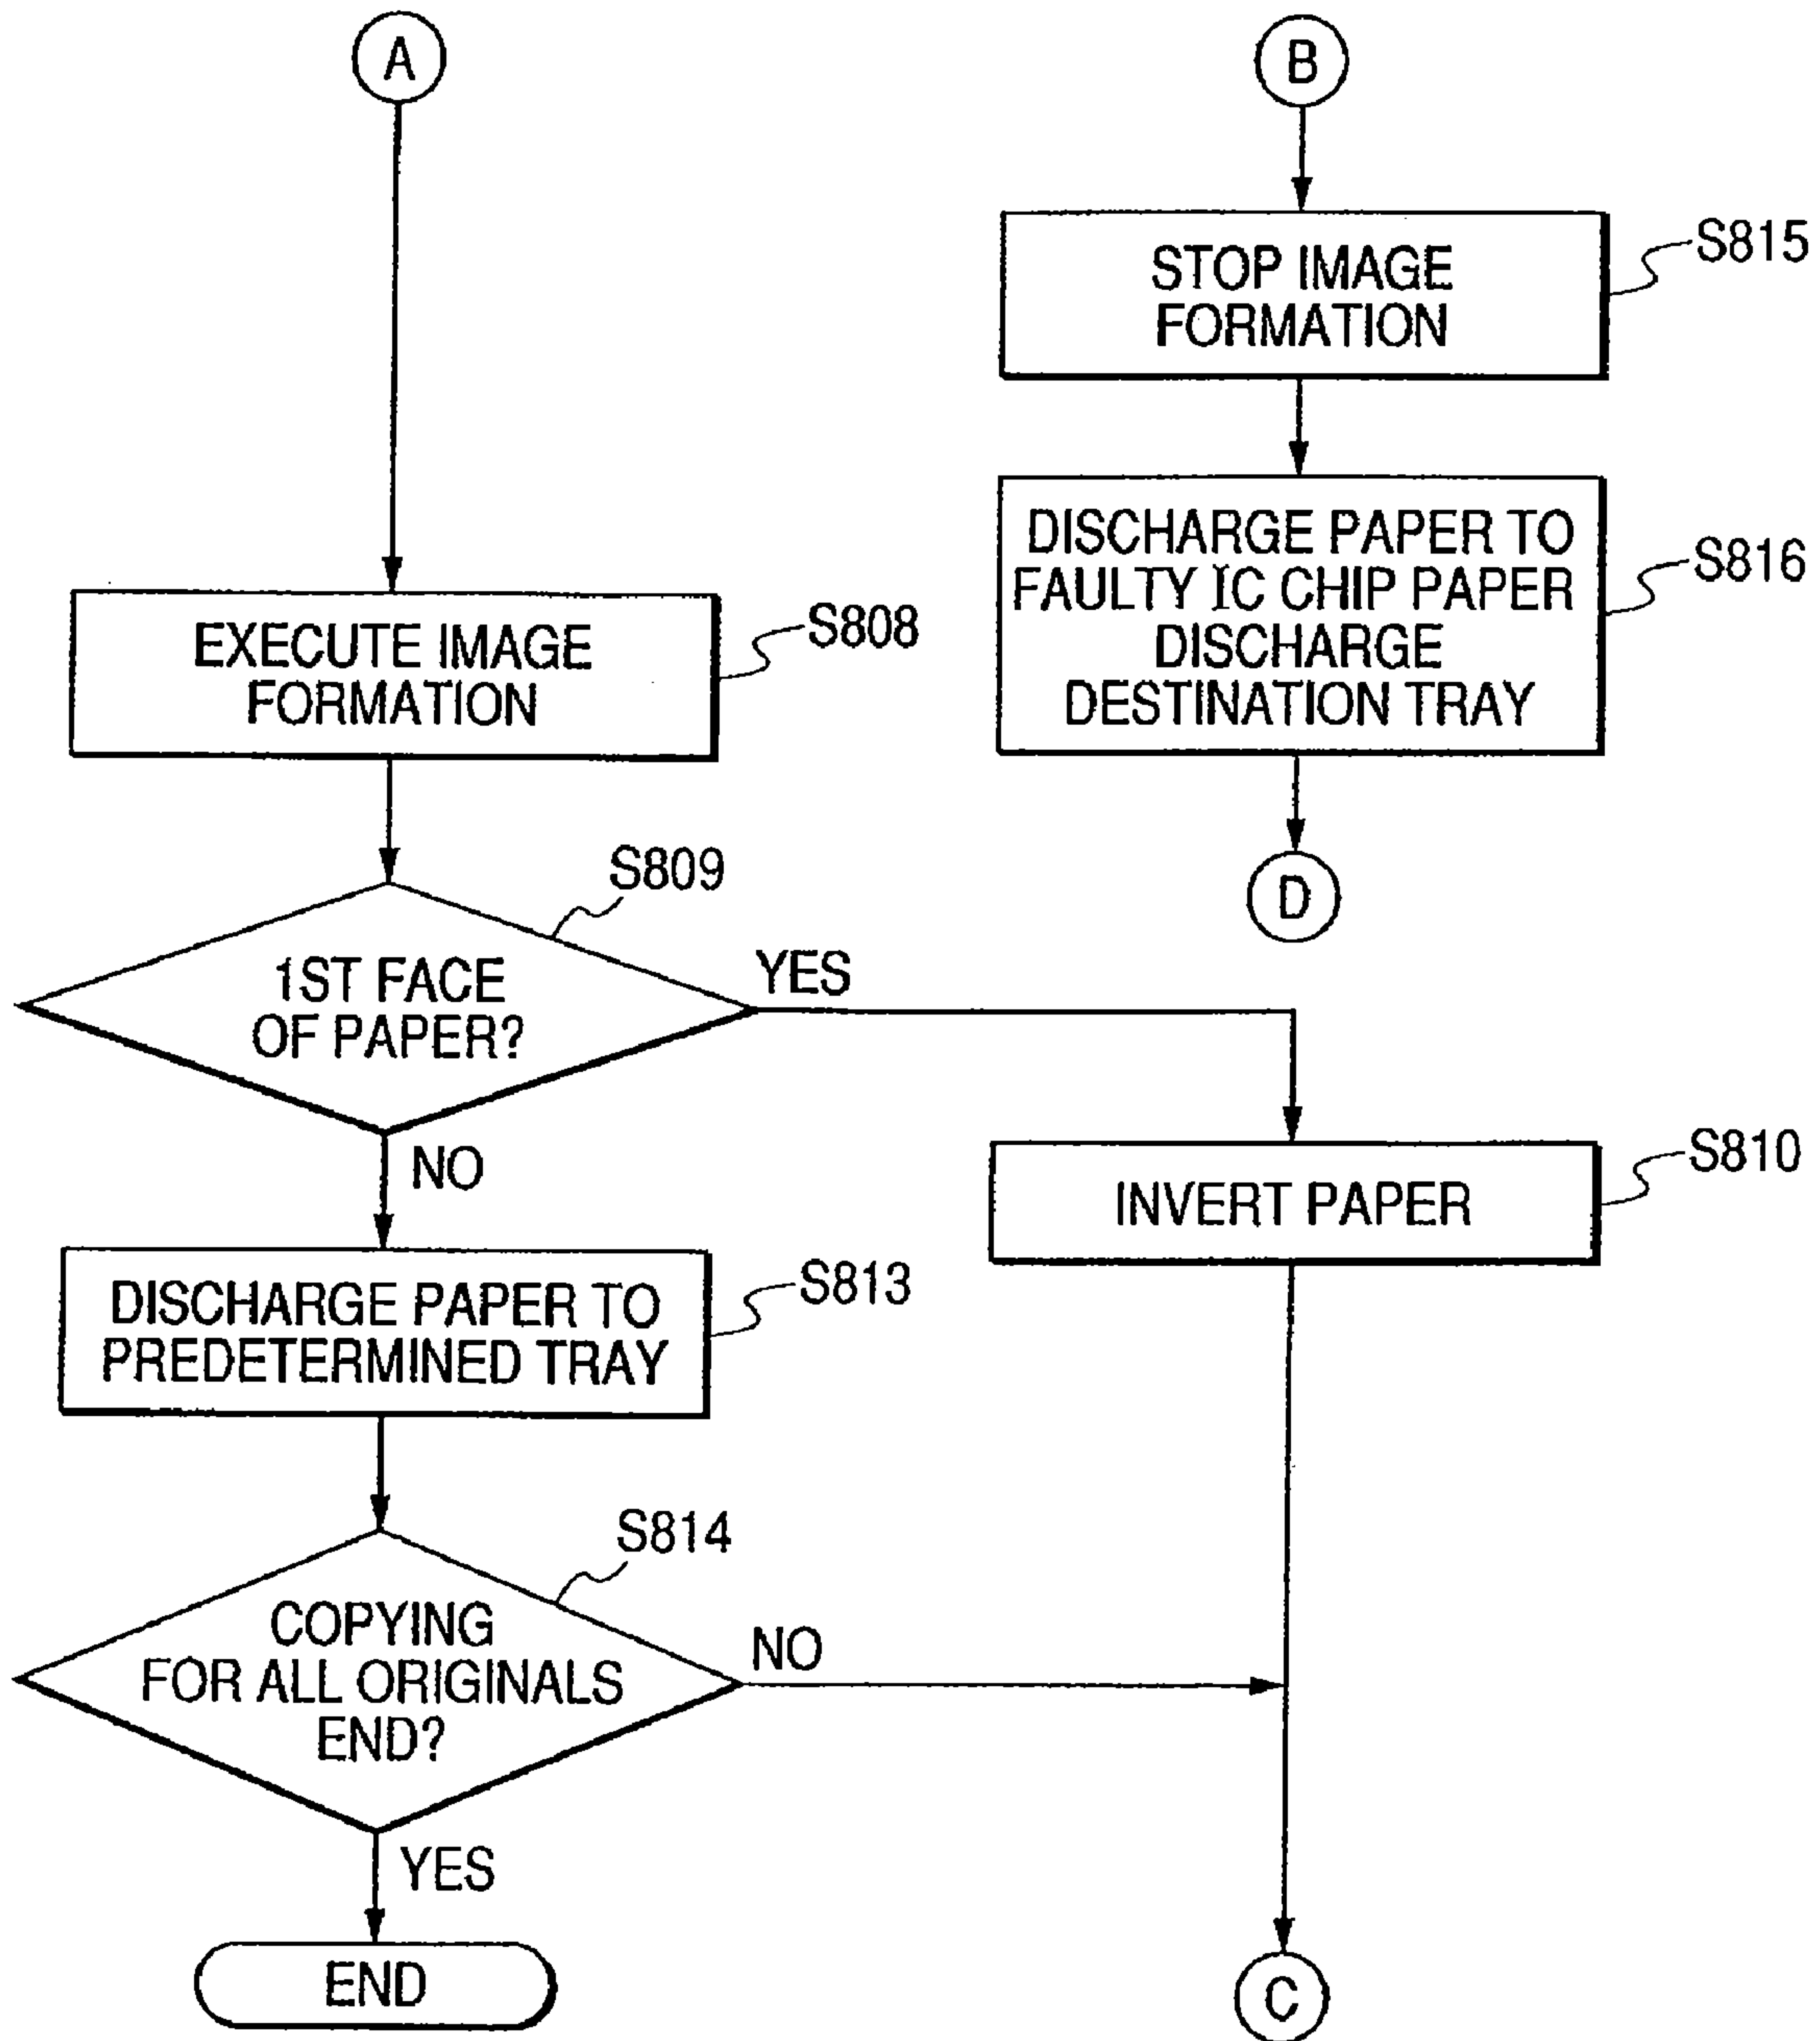 A
EXECUTE IMAGE
FORMATION
S808
S809
1ST FACE
OF PAPER?
YES
NO
DISCHARGE PAPER TO
PREDETERMINED TRAY
S813
S814
COPYING
FOR ALL ORIGINALS
END?
NO
YES
END
B
STOP IMAGE
FORMATION
S815
DISCHARGE PAPER TO
FAULTY IC CHIP PAPER
DISCHARGE
DESTINATION TRAY
S816
D
INVERT PAPER
S810
C